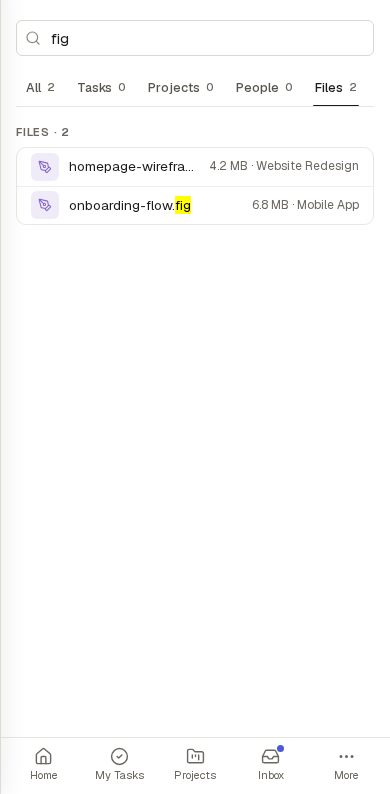 fig
All 2 Tasks 0 Projects 0 People 0 Files 2
FILES · 2
homepage-wirefra... 4.2 MB · Website Redesign
onboarding-flow.fig 6.8 MB · Mobile App
Home My Tasks Projects Inbox More